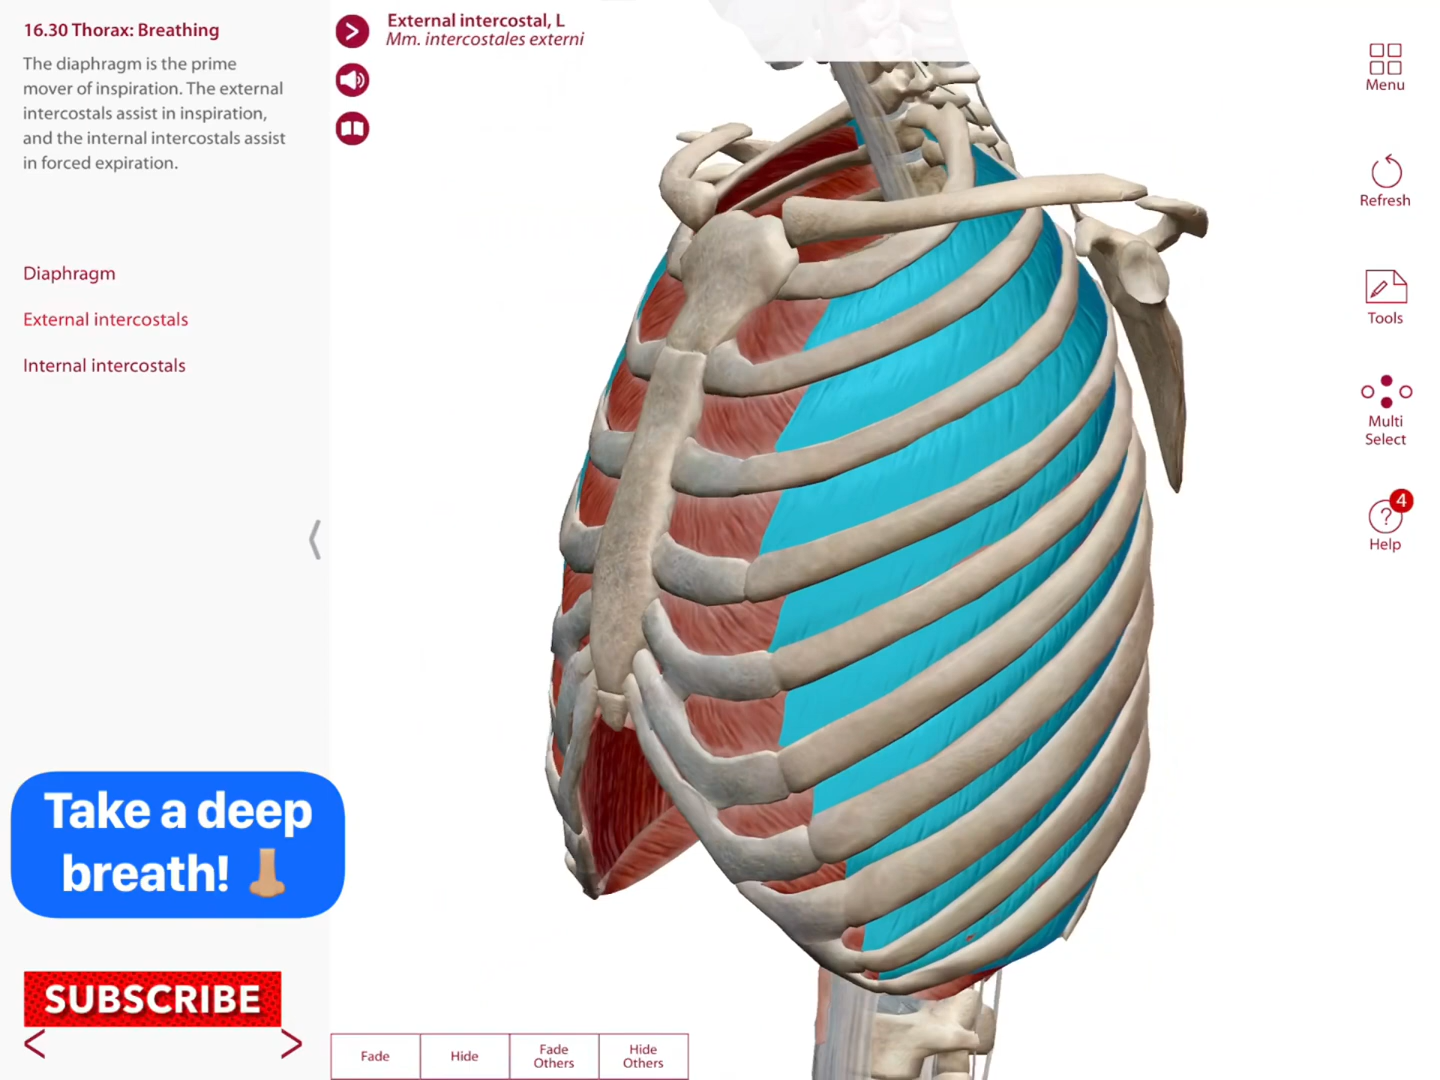 16.30 Thorax: Breathing
The diaphragm is the prime
mover of inspiration. The external
intercostals assist in inspiration,
and the internal intercostals assist
in forced expiration.
Diaphragm
External intercostals
Internal intercostals
Take a deep
breath!
SUBSCRIBE
External intercostal, L
Mm. intercostales externi
Fade
Hide
Fade
Others
Hide
Others
Menu
Refresh
Tools
Multi
Select
4
?
Help